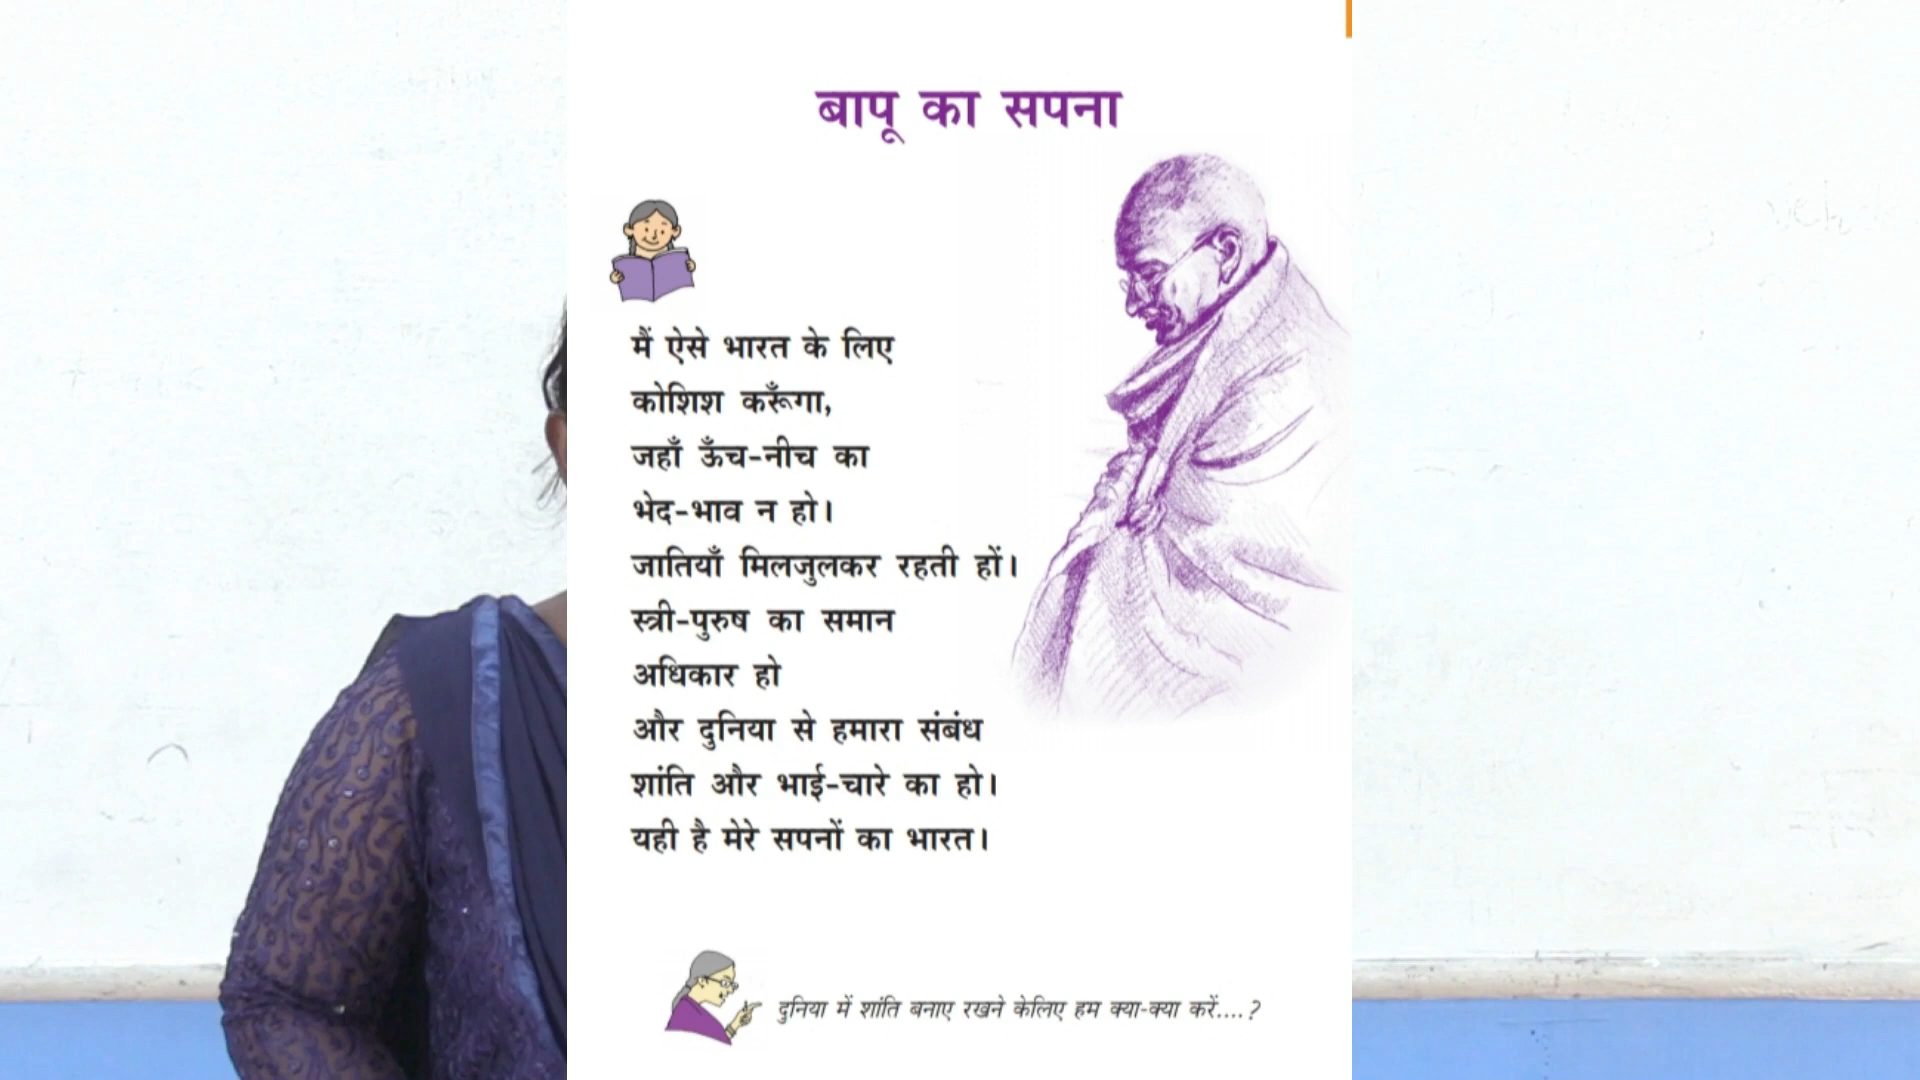 बापू का सपना
मैं ऐसे भारत के लिए
कोशिश करूँगा,
जहाँ ऊँच-नीच का
भेद-भाव न हो।
जातियाँ मिलजुलकर रहती हों।
स्त्री-पुरुष का समान
अधिकार हो
और दुनिया से हमारा संबंध
शांति और भाई-चारे का हो।
यही है मेरे सपनों का भारत।
दुनिया में शांति बनाए रखने केलिए हम क्या-क्या करें....?